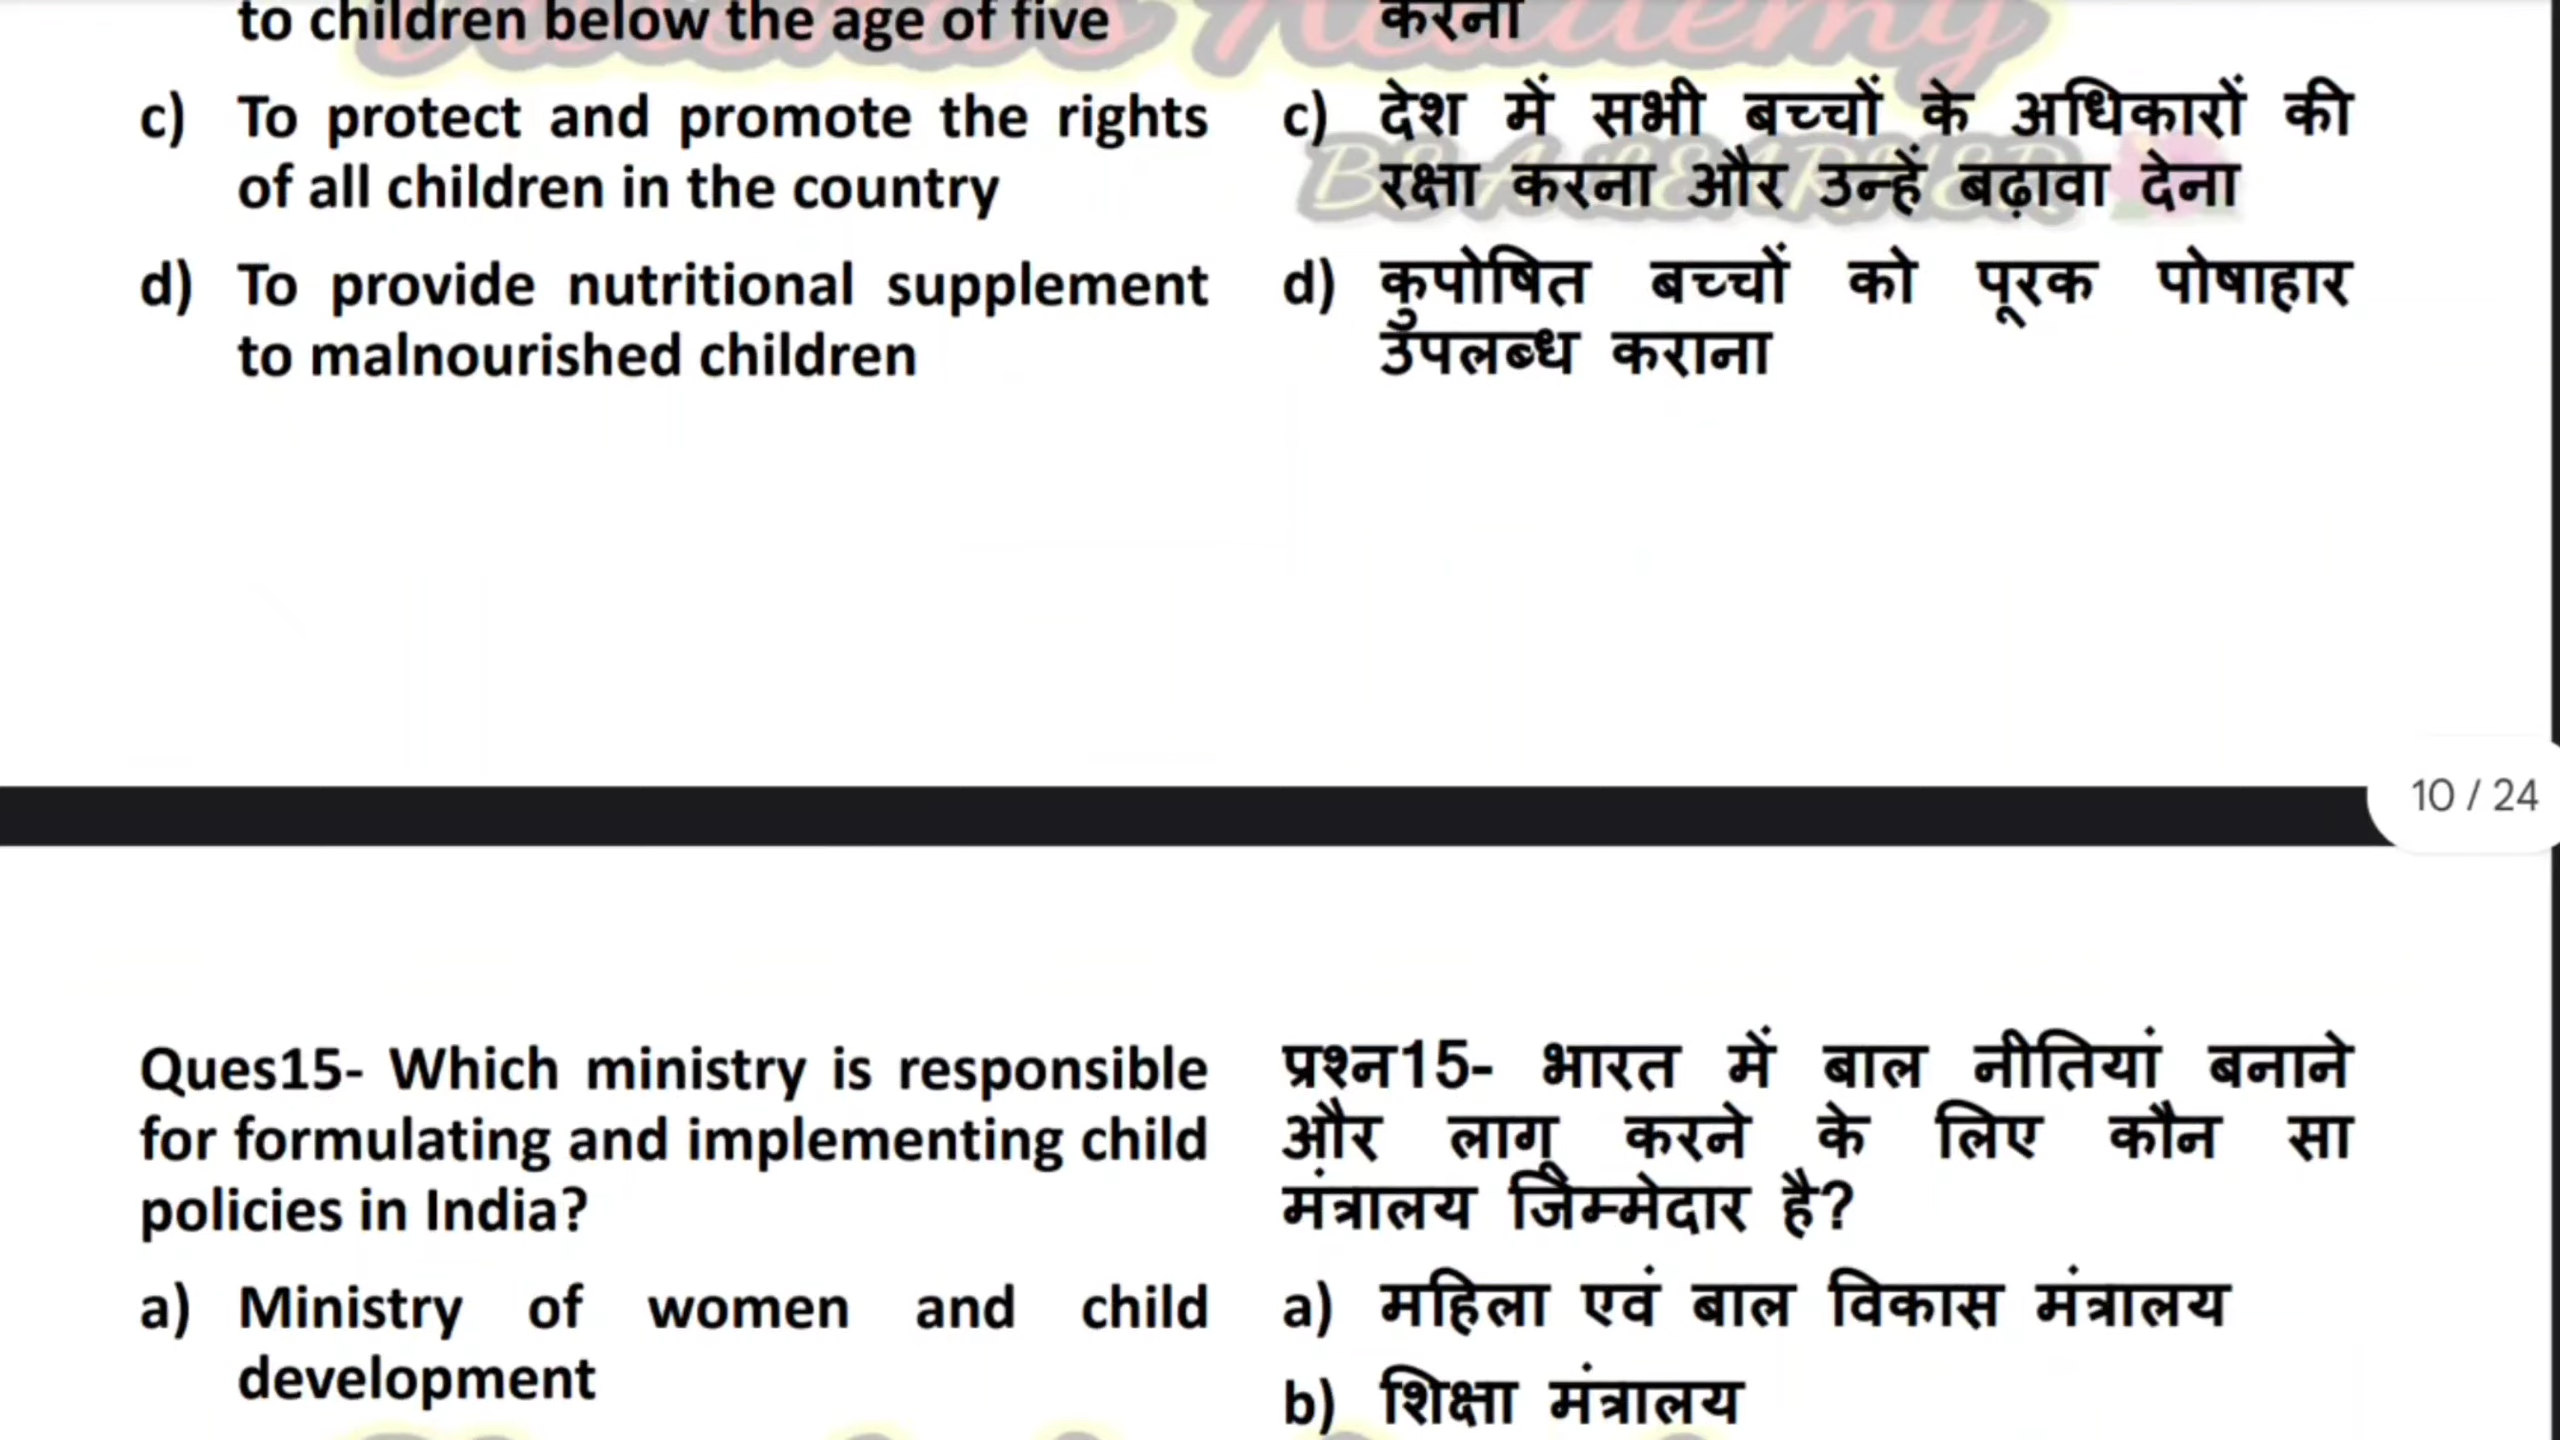 to children below the age of five
c) To protect and promote the rights
of all children in the country
d) To provide nutritional supplement
to malnourished children
करना
c) देश में सभी बच्चों के अधिकारों की
रक्षा करना और उन्हें बढ़ावा देना
d) कुपोषित बच्चों को पूरक पोषाहार
उपलब्ध कराना
Academy
BE A LEARNER
10 / 24
Ques15- Which ministry is responsible
for formulating and implementing child
policies in India?
a) Ministry of women and child
development
प्रश्न15- भारत में बाल नीतियां बनाने
और लागू करने के लिए कौन सा
मंत्रालय जिम्मेदार है?
a) महिला एवं बाल विकास मंत्रालय
b) शिक्षा मंत्रालय